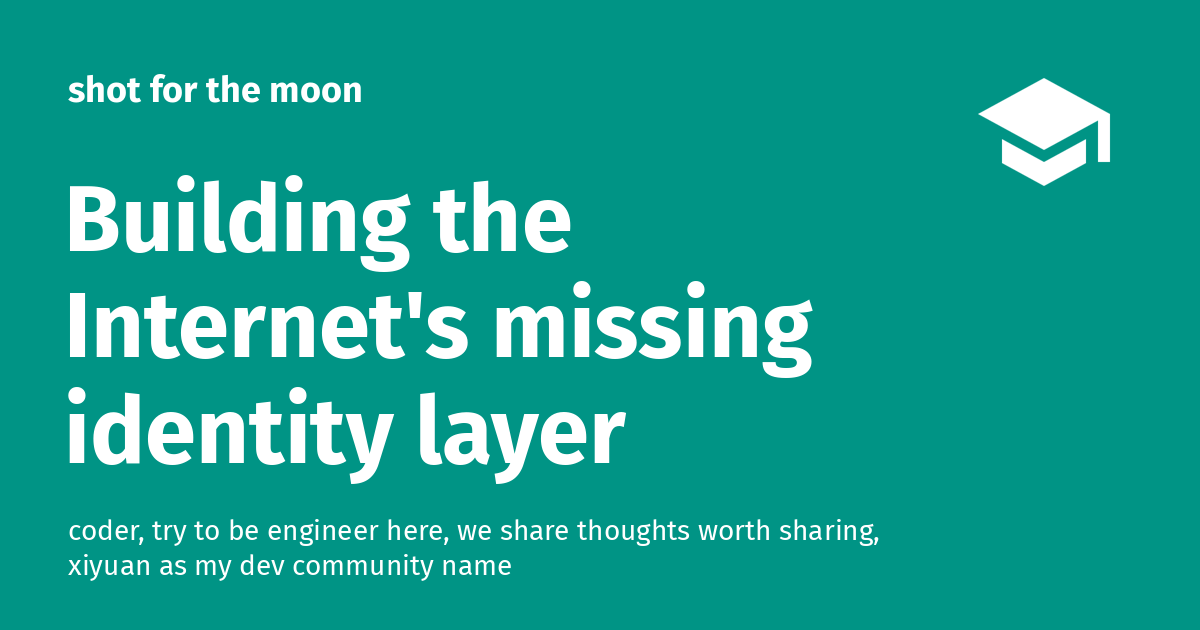 shot for the moon
Building the
Internet's missing
identity layer
coder, try to be engineer here, we share thoughts worth sharing,
xiyuan as my dev community name